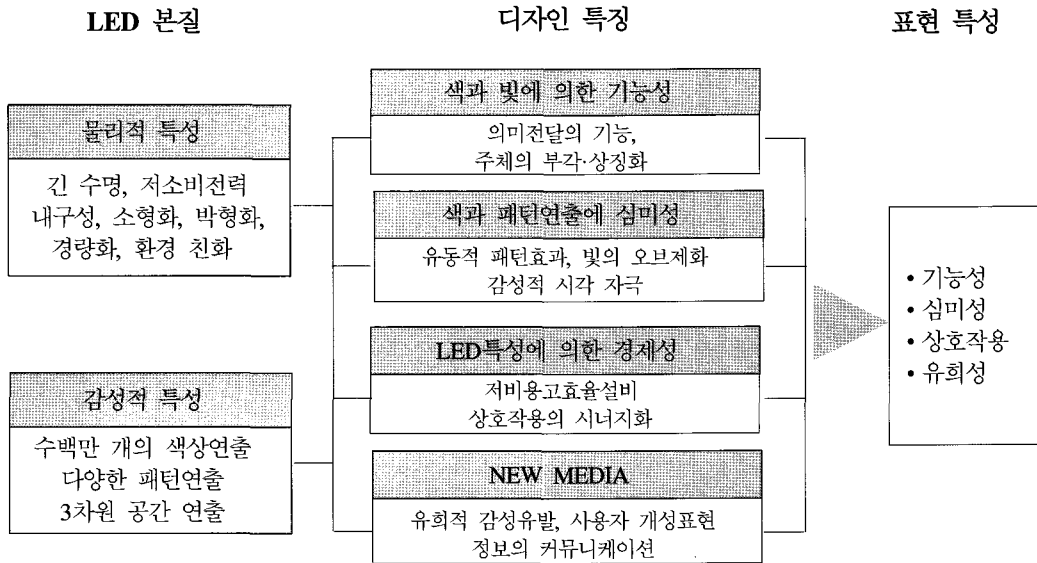 LED 본질
디자인 특징
표현 특성
물리적 특성
긴 수명, 저소비전력
내구성, 소형화, 박형화,
경량화, 환경 친화
감성적 특성
수백만 개의 색상연출
다양한 패턴연출
3차원 공간 연출
색과 빛에 의한 기능성
의미전달의 기능,
주체의 부각·상징화
색과 패턴연출에 심미성
유동적 패턴효과, 빛의 오브제화
감성적 시각 자극
LED특성에 의한 경제성
저비용고효율설비
상호작용의 시너지화
NEW MEDIA
유희적 감성유발, 사용자 개성표현
정보의 커뮤니케이션
• 기능성
• 심미성
• 상호작용
• 유희성